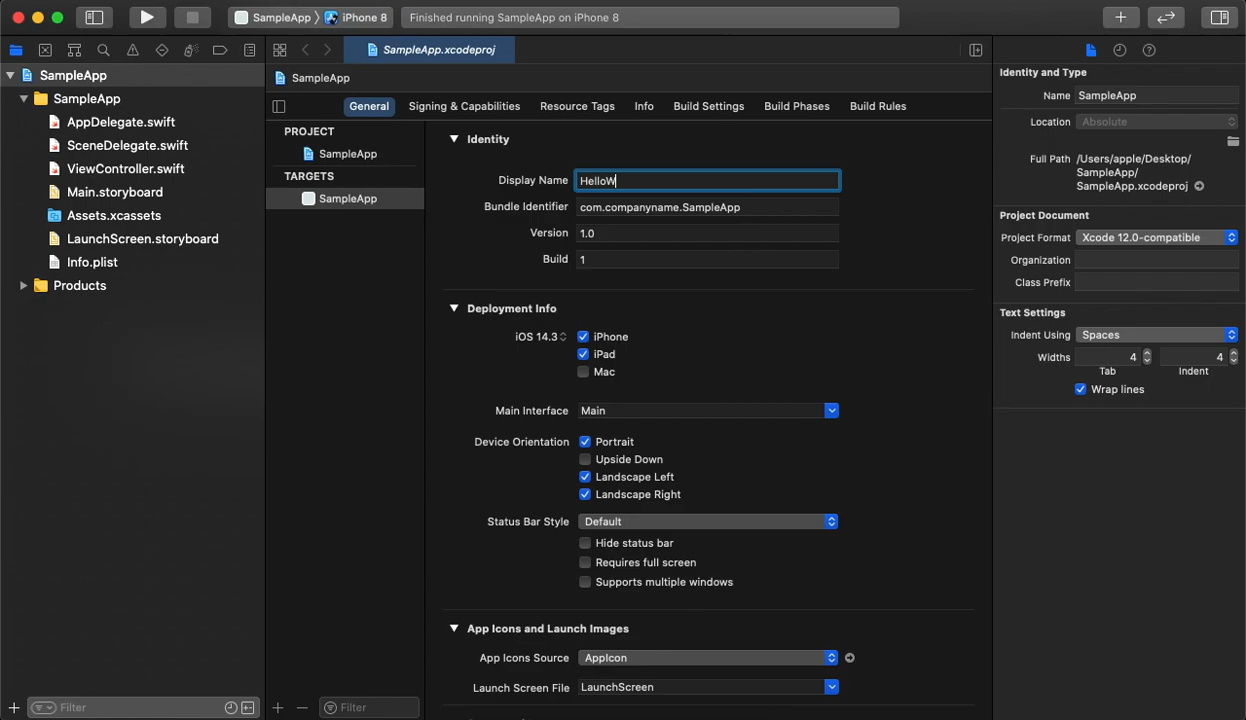 SampleApp
iPhone 8
Finished running SampleApp on iPhone 8
SampleApp
SampleApp
AppDelegate.swift
SceneDelegate.swift
ViewController.swift
Main.storyboard
Assets.xcassets
LaunchScreen.storyboard
Info.plist
Products
Filter
SampleApp.xcodeproj
SampleApp
General Signing & Capabilities Resource Tags Info Build Settings Build Phases Build Rules
PROJECT
SampleApp
TARGETS
SampleApp
Filter
Identity
Display Name HelloW
Bundle Identifier com.companyname.SampleApp
Version 1.0
Build 1
Deployment Info
iOS 14.3 iPhone
iPad
Mac
Main Interface Main
Device Orientation Portrait
Upside Down
Landscape Left
Landscape Right
Status Bar Style Default
Hide status bar
Requires full screen
Supports multiple windows
App Icons and Launch Images
App Icons Source AppIcon
Launch Screen File LaunchScreen
Identity and Type
Name SampleApp
Location Absolute
Full Path /Users/apple/Desktop/
SampleApp/
SampleApp.xcodeproj
Project Document
Project Format Xcode 12.0-compatible
Organization
Class Prefix
Text Settings
Indent Using Spaces
Widths 4 4
Tab Indent
Wrap lines